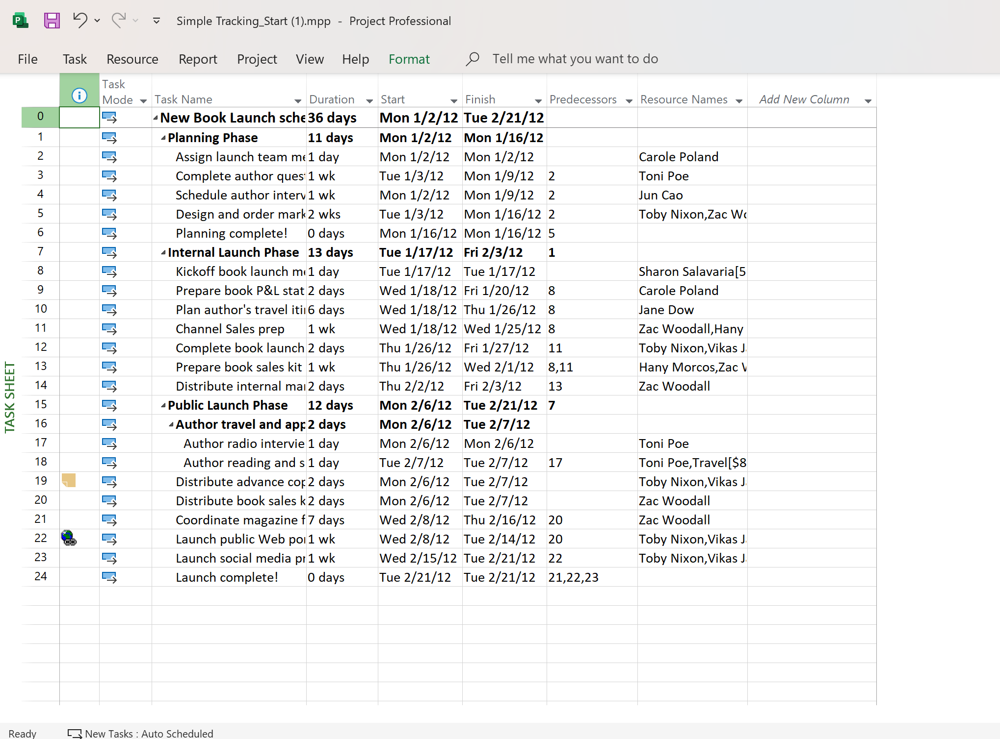 Simple Tracking_Start (1).mpp - Project Professional
File Task Resource Report Project View Help Format Tell me what you want to do
Task Mode Task Name Duration Start Finish Predecessors Resource Names Add New Column
0 New Book Launch sche 36 days Mon 1/2/12 Tue 2/21/12
1 Planning Phase 11 days Mon 1/2/12 Mon 1/16/12
2 Assign launch team me 1 day Mon 1/2/12 Mon 1/2/12 Carole Poland
3 Complete author ques 1 wk Tue 1/3/12 Mon 1/9/12 2 Toni Poe
4 Schedule author interv 1 wk Mon 1/2/12 Mon 1/9/12 2 Jun Cao
5 Design and order mark 2 wks Tue 1/3/12 Mon 1/16/12 2 Toby Nixon,Zac Wo
6 Planning complete! 0 days Mon 1/16/12 Mon 1/16/12 5
7 Internal Launch Phase 13 days Tue 1/17/12 Fri 2/3/12 1
8 Kickoff book launch me 1 day Tue 1/17/12 Tue 1/17/12 Sharon Salavaria[5
9 Prepare book P&L stat 2 days Wed 1/18/12 Fri 1/20/12 8 Carole Poland
10 Plan author's travel iti 6 days Wed 1/18/12 Thu 1/26/12 8 Jane Dow
11 Channel Sales prep 1 wk Wed 1/18/12 Wed 1/25/12 8 Zac Woodall,Hany
12 Complete book launch 2 days Thu 1/26/12 Fri 1/27/12 11 Toby Nixon,Vikas J
13 Prepare book sales kit 1 wk Thu 1/26/12 Wed 2/1/12 8,11 Hany Morcos,Zac W
14 Distribute internal mar 2 days Thu 2/2/12 Fri 2/3/12 13 Zac Woodall
15 Public Launch Phase 12 days Mon 2/6/12 Tue 2/21/12 7
16 Author travel and app 2 days Mon 2/6/12 Tue 2/7/12
17 Author radio intervie 1 day Mon 2/6/12 Mon 2/6/12 Toni Poe
18 Author reading and s 1 day Tue 2/7/12 Tue 2/7/12 17 Toni Poe,Travel[$8
19 Distribute advance cop 2 days Mon 2/6/12 Tue 2/7/12 Toby Nixon,Vikas J
20 Distribute book sales k 2 days Mon 2/6/12 Tue 2/7/12 Zac Woodall
21 Coordinate magazine f 7 days Wed 2/8/12 Thu 2/16/12 20 Zac Woodall
22 Launch public Web por 1 wk Wed 2/8/12 Tue 2/14/12 20 Toby Nixon,Vikas J
23 Launch social media pr 1 wk Wed 2/15/12 Tue 2/21/12 22 Toby Nixon,Vikas J
24 Launch complete! 0 days Tue 2/21/12 Tue 2/21/12 21,22,23
TASK SHEET
Ready New Tasks : Auto Scheduled